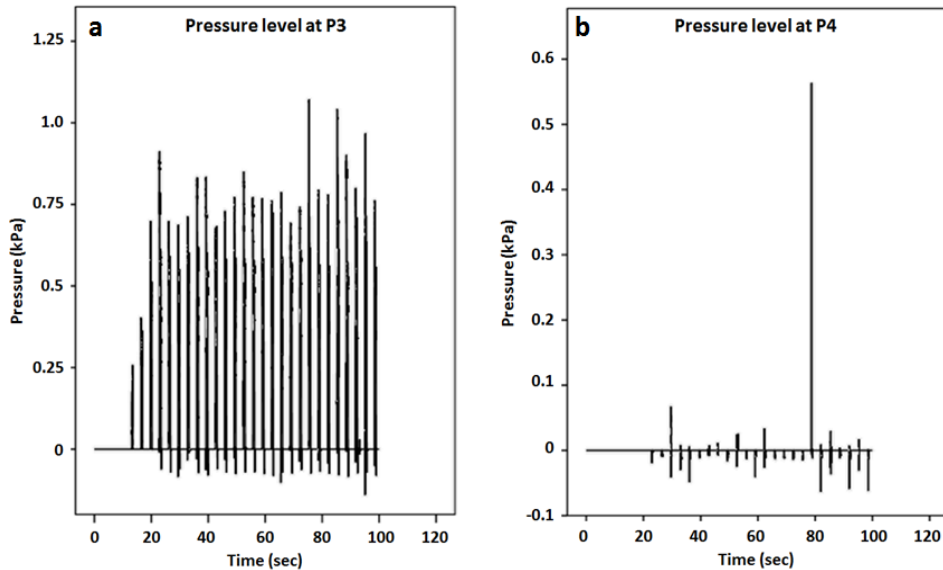 a
Pressure level at P3
1.25
1.0
0.75
0.5
0.25
0
Pressure (kPa)
0 20 40 60 80 100 120
Time (sec)
b
Pressure level at P4
0.6
0.5
0.4
0.3
0.2
0.1
0
-0.1
Pressure (kPa)
0 20 40 60 80 100 120
Time (sec)